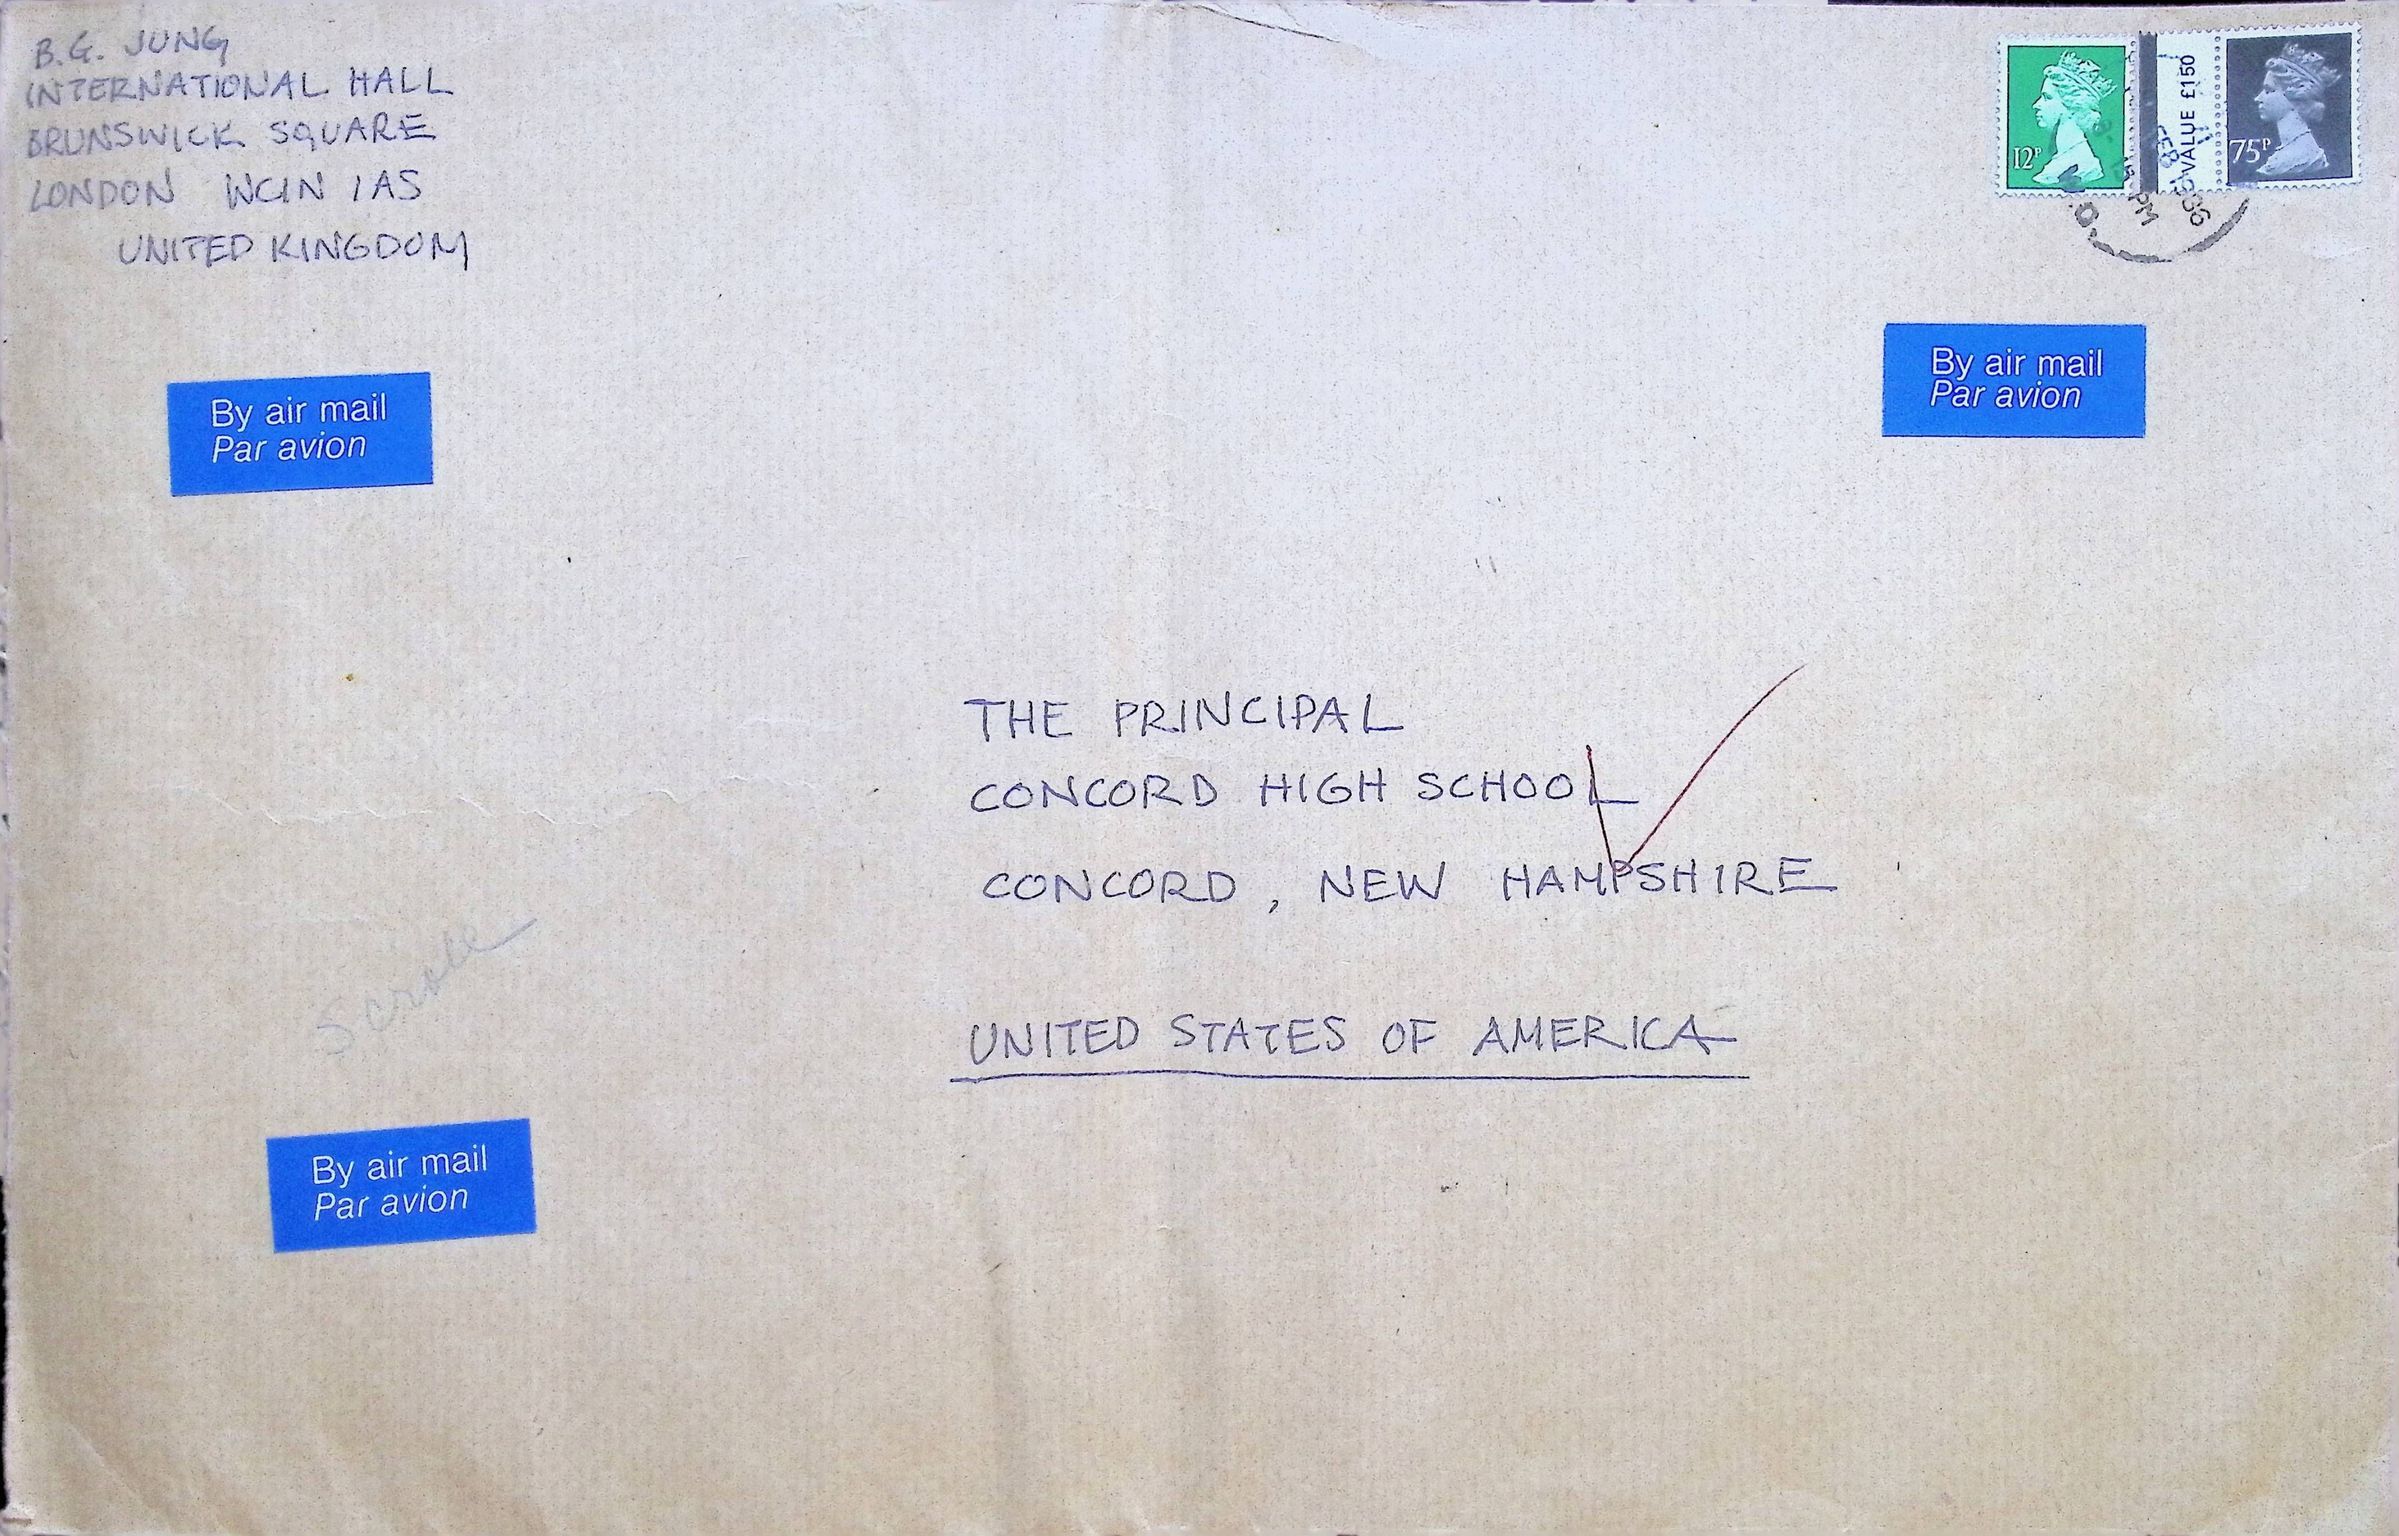 B.G. JUNG
INTERNATIONAL HALL
BRUNSWICK SQUARE
LONDON WC1N 1AS
UNITED KINGDOM
12P
VALUE £1.50
75P
PM
1986
By air mail
Par avion
By air mail
Par avion
THE PRINCIPAL
CONCORD HIGH SCHOOL
CONCORD, NEW HAMPSHIRE
UNITED STATES OF AMERICA
By air mail
Par avion